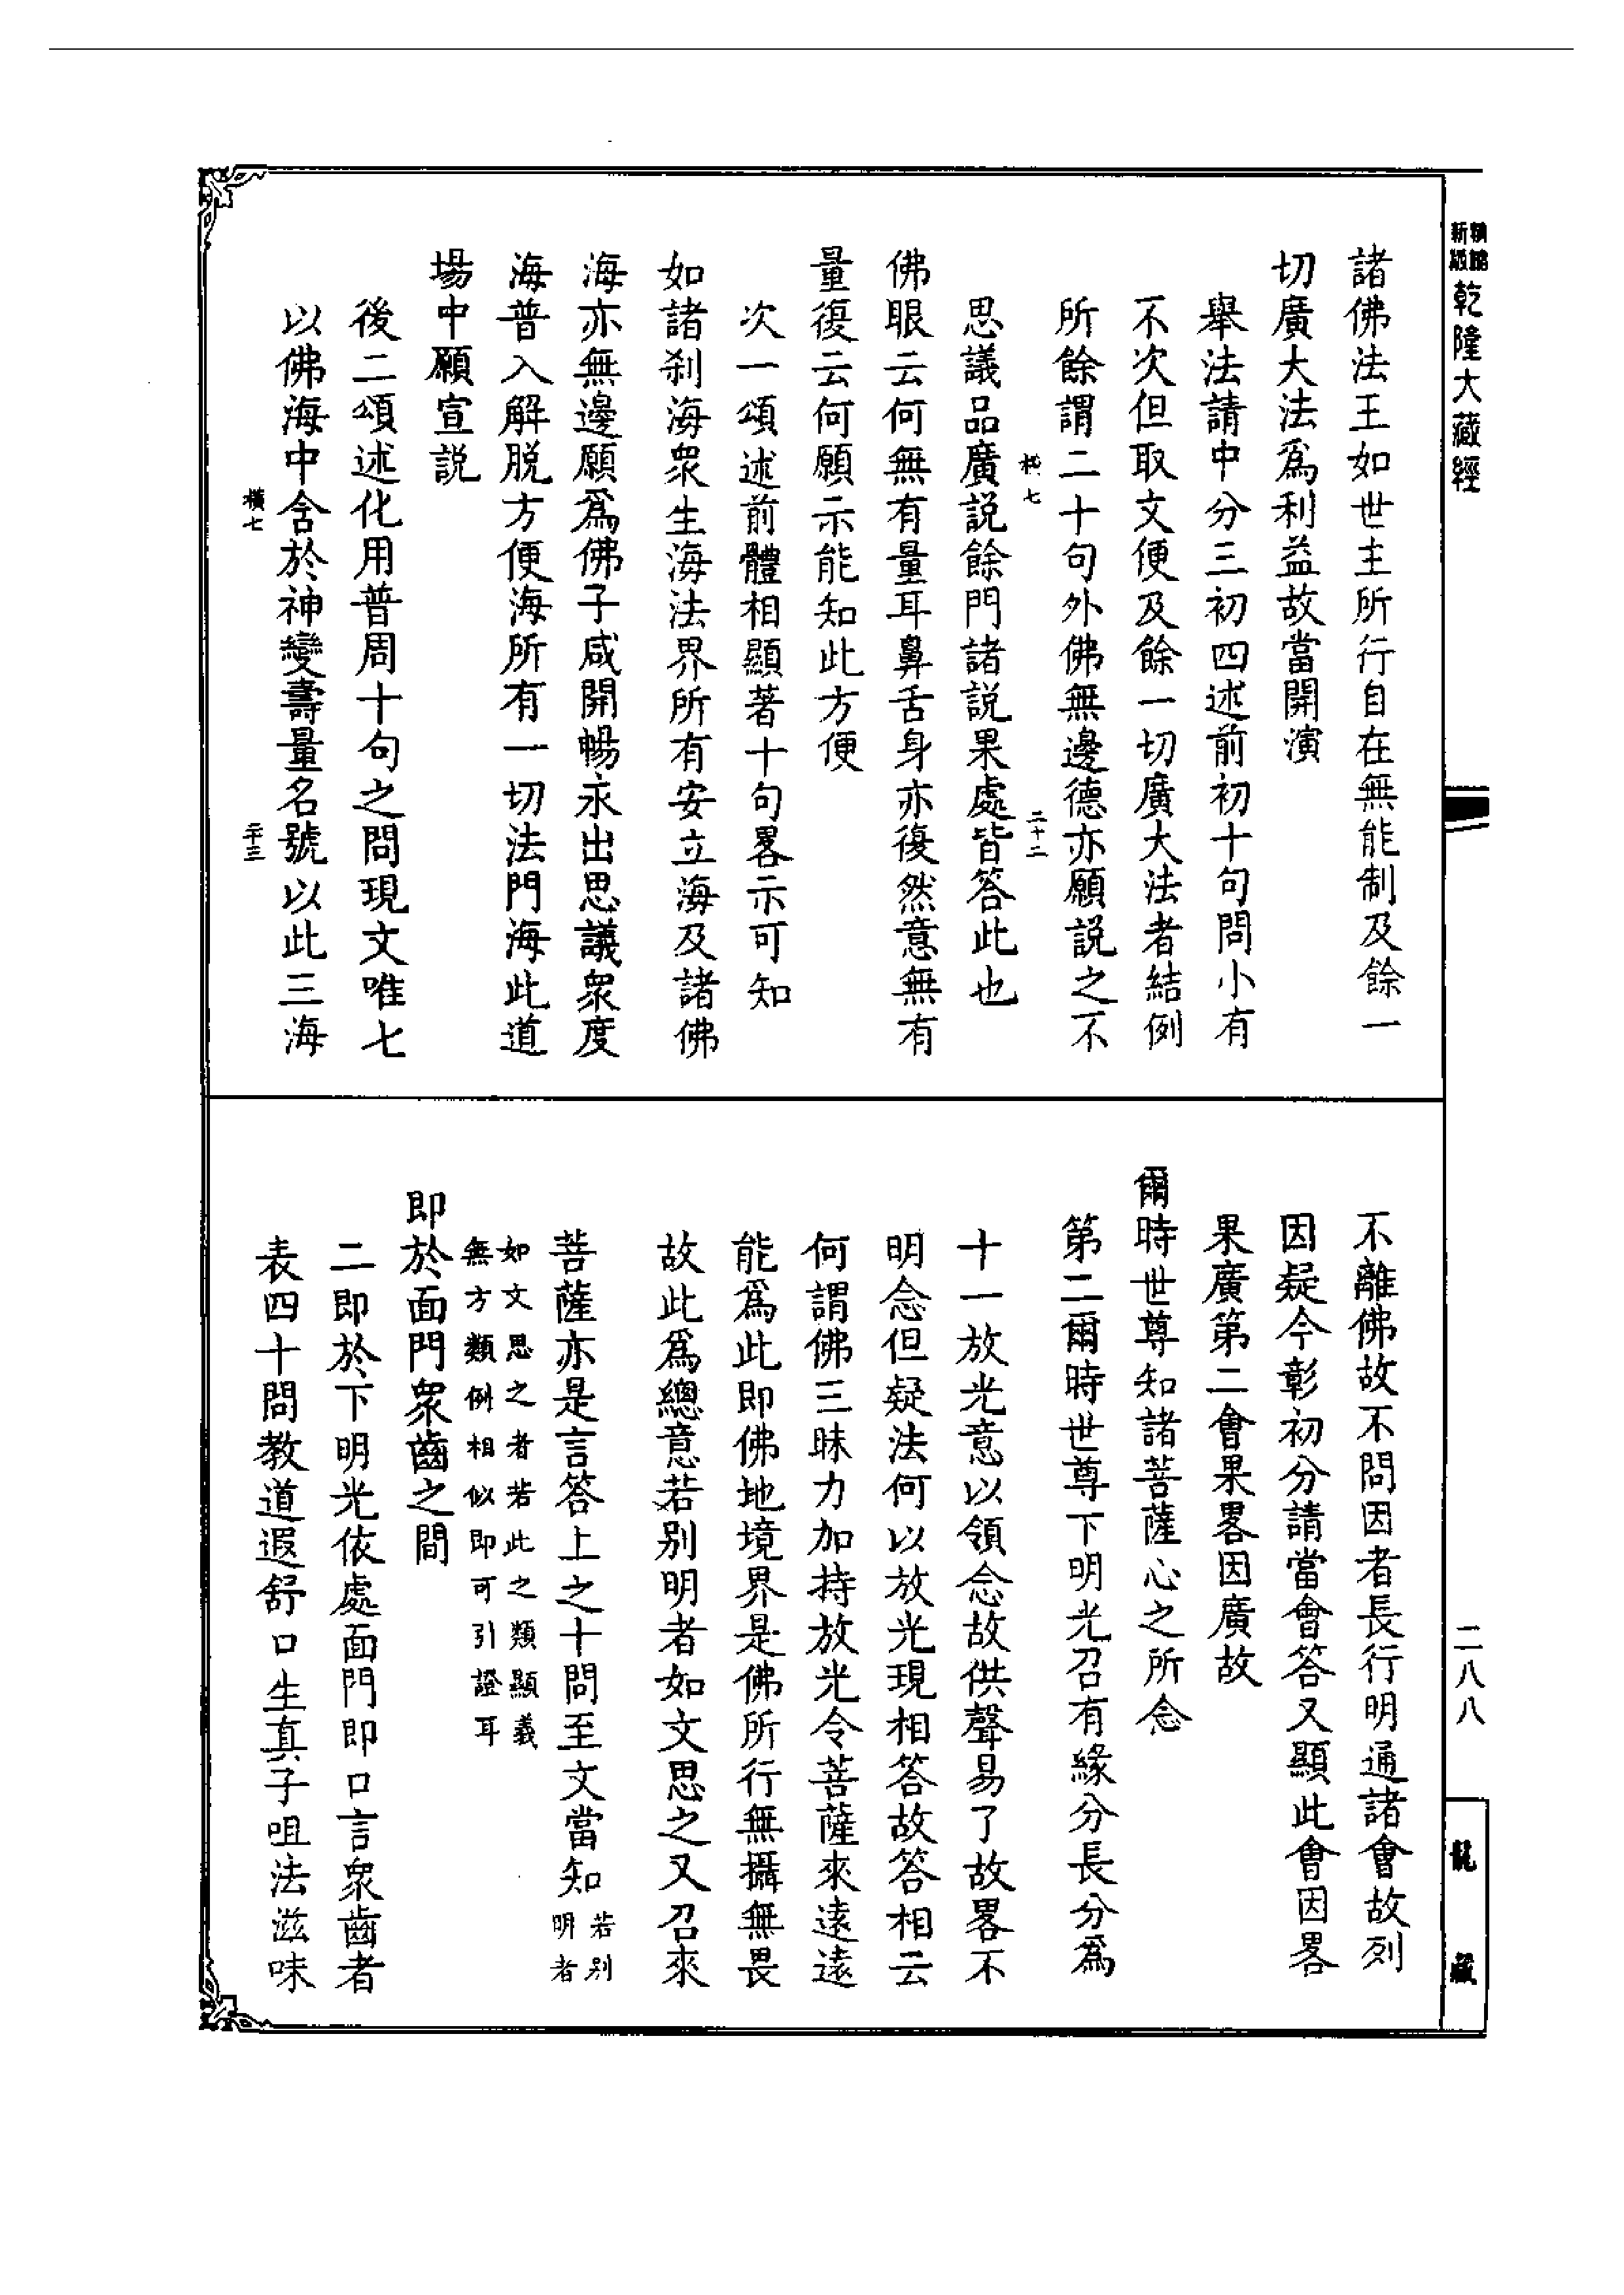 新版
乾隆大藏經
諸佛法王如世主所行自在無能制及餘一
切廣大法爲利益故當開演
舉法請中分三初四述前初十句問小有
不次但取文便及餘一切廣大法者結例
所餘謂二十句外佛無邊德亦願説之不
橫七
二十二
思議品廣説餘門諸説果處皆答此也
佛眼云何無有量耳鼻舌身亦復然意無有
量復云何願示能知此方便
次一頌述前體相顯著十句畧示可知
如諸刹海衆生海法界所有安立海及諸佛
海亦無邊願爲佛子咸開暢永出思議衆度
海普入解脱方便海所有一切法門海此道
場中願宣説
後二頌述化用普周十句之問現文唯七
以佛海中含於神變壽量名號以此三海
橫七
二十三
不離佛故不問因者長行明通諸會故列
因疑今彰初分請當會答又顯此會因畧
果廣第二會果畧因廣故
爾時世尊知諸菩薩心之所念
第二爾時世尊下明光召有緣分長分爲
十一放光意以領念故供聲易了故畧不
明念但疑法何以放光現相答故答相云
何謂佛三昧力加持放光令菩薩來遠遠
能爲此即佛地境界是佛所行無攝無畏
故此爲總意若別明者如文思之又召來
菩薩亦是言答上之十問至文當知若别
明者
如文思之者若此之類顯義
無方類例相似即可引證耳
即於面門衆齒之間
二即於下明光依處面門即口言衆齒者
表四十問教道遐舒口生真子咀法滋味
二八八
龍藏